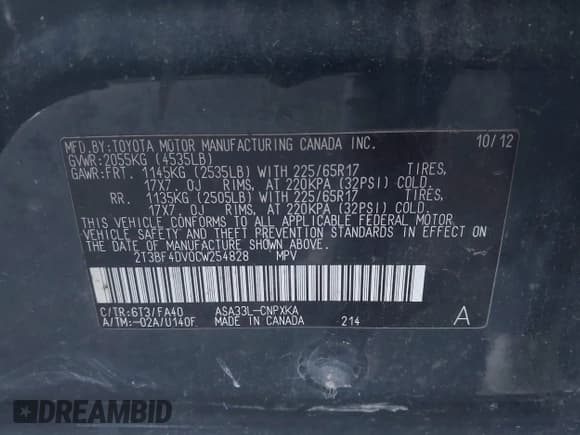 MFD.BY:TOYOTA MOTOR MANUFACTURING CANADA INC. 10/12
GVWR:2055KG (4535LB)
GAWR:FRT. 1145KG (2535LB) WITH 225/65R17 TIRES,
17X7.0J RIMS, AT 220KPA (32PSI) COLD.
RR. 1135KG (2505LB) WITH 225/65R17 TIRES,
17X7.0J RIMS, AT 220KPA (32PSI) COLD.
THIS VEHICLE CONFORMS TO ALL APPLICABLE FEDERAL MOTOR
VEHICLE SAFETY AND THEFT PREVENTION STANDARDS IN EFFECT ON
THE DATE OF MANUFACTURE SHOWN ABOVE.
2T3BF4DV0CW254828 MPV
C/TR:6T3/FA40 ASA33L-CNPXKA
A/TM:-02A/U140F MADE IN CANADA 214 A
DREAMBID